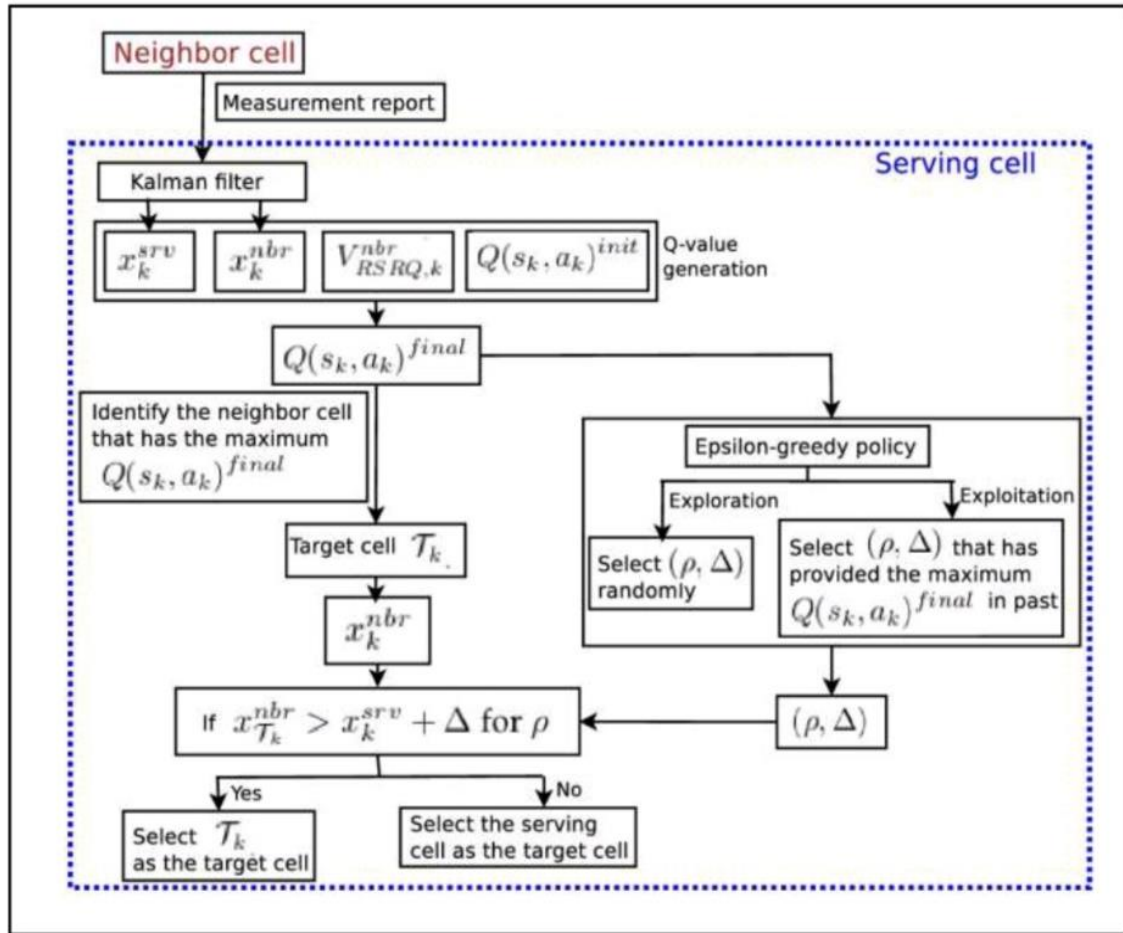 Neighbor cell
Measurement report
Serving cell
Kalman filter
x_k^{srv}
x_k^{nbr}
V_{RSRQ,k}^{nbr}
Q(s_k, a_k)^{init}
Q-value
generation
Q(s_k, a_k)^{final}
Identify the neighbor cell
that has the maximum
Q(s_k, a_k)^{final}
Epsilon-greedy policy
Exploration
Exploitation
Select (ρ, Δ)
randomly
Select (ρ, Δ) that has
provided the maximum
Q(s_k, a_k)^{final} in past
Target cell 𝒯_k
x_k^{nbr}
If x_{𝒯_k}^{nbr} > x_k^{srv} + Δ for ρ
(ρ, Δ)
Yes
No
Select 𝒯_k
as the target cell
Select the serving
cell as the target cell